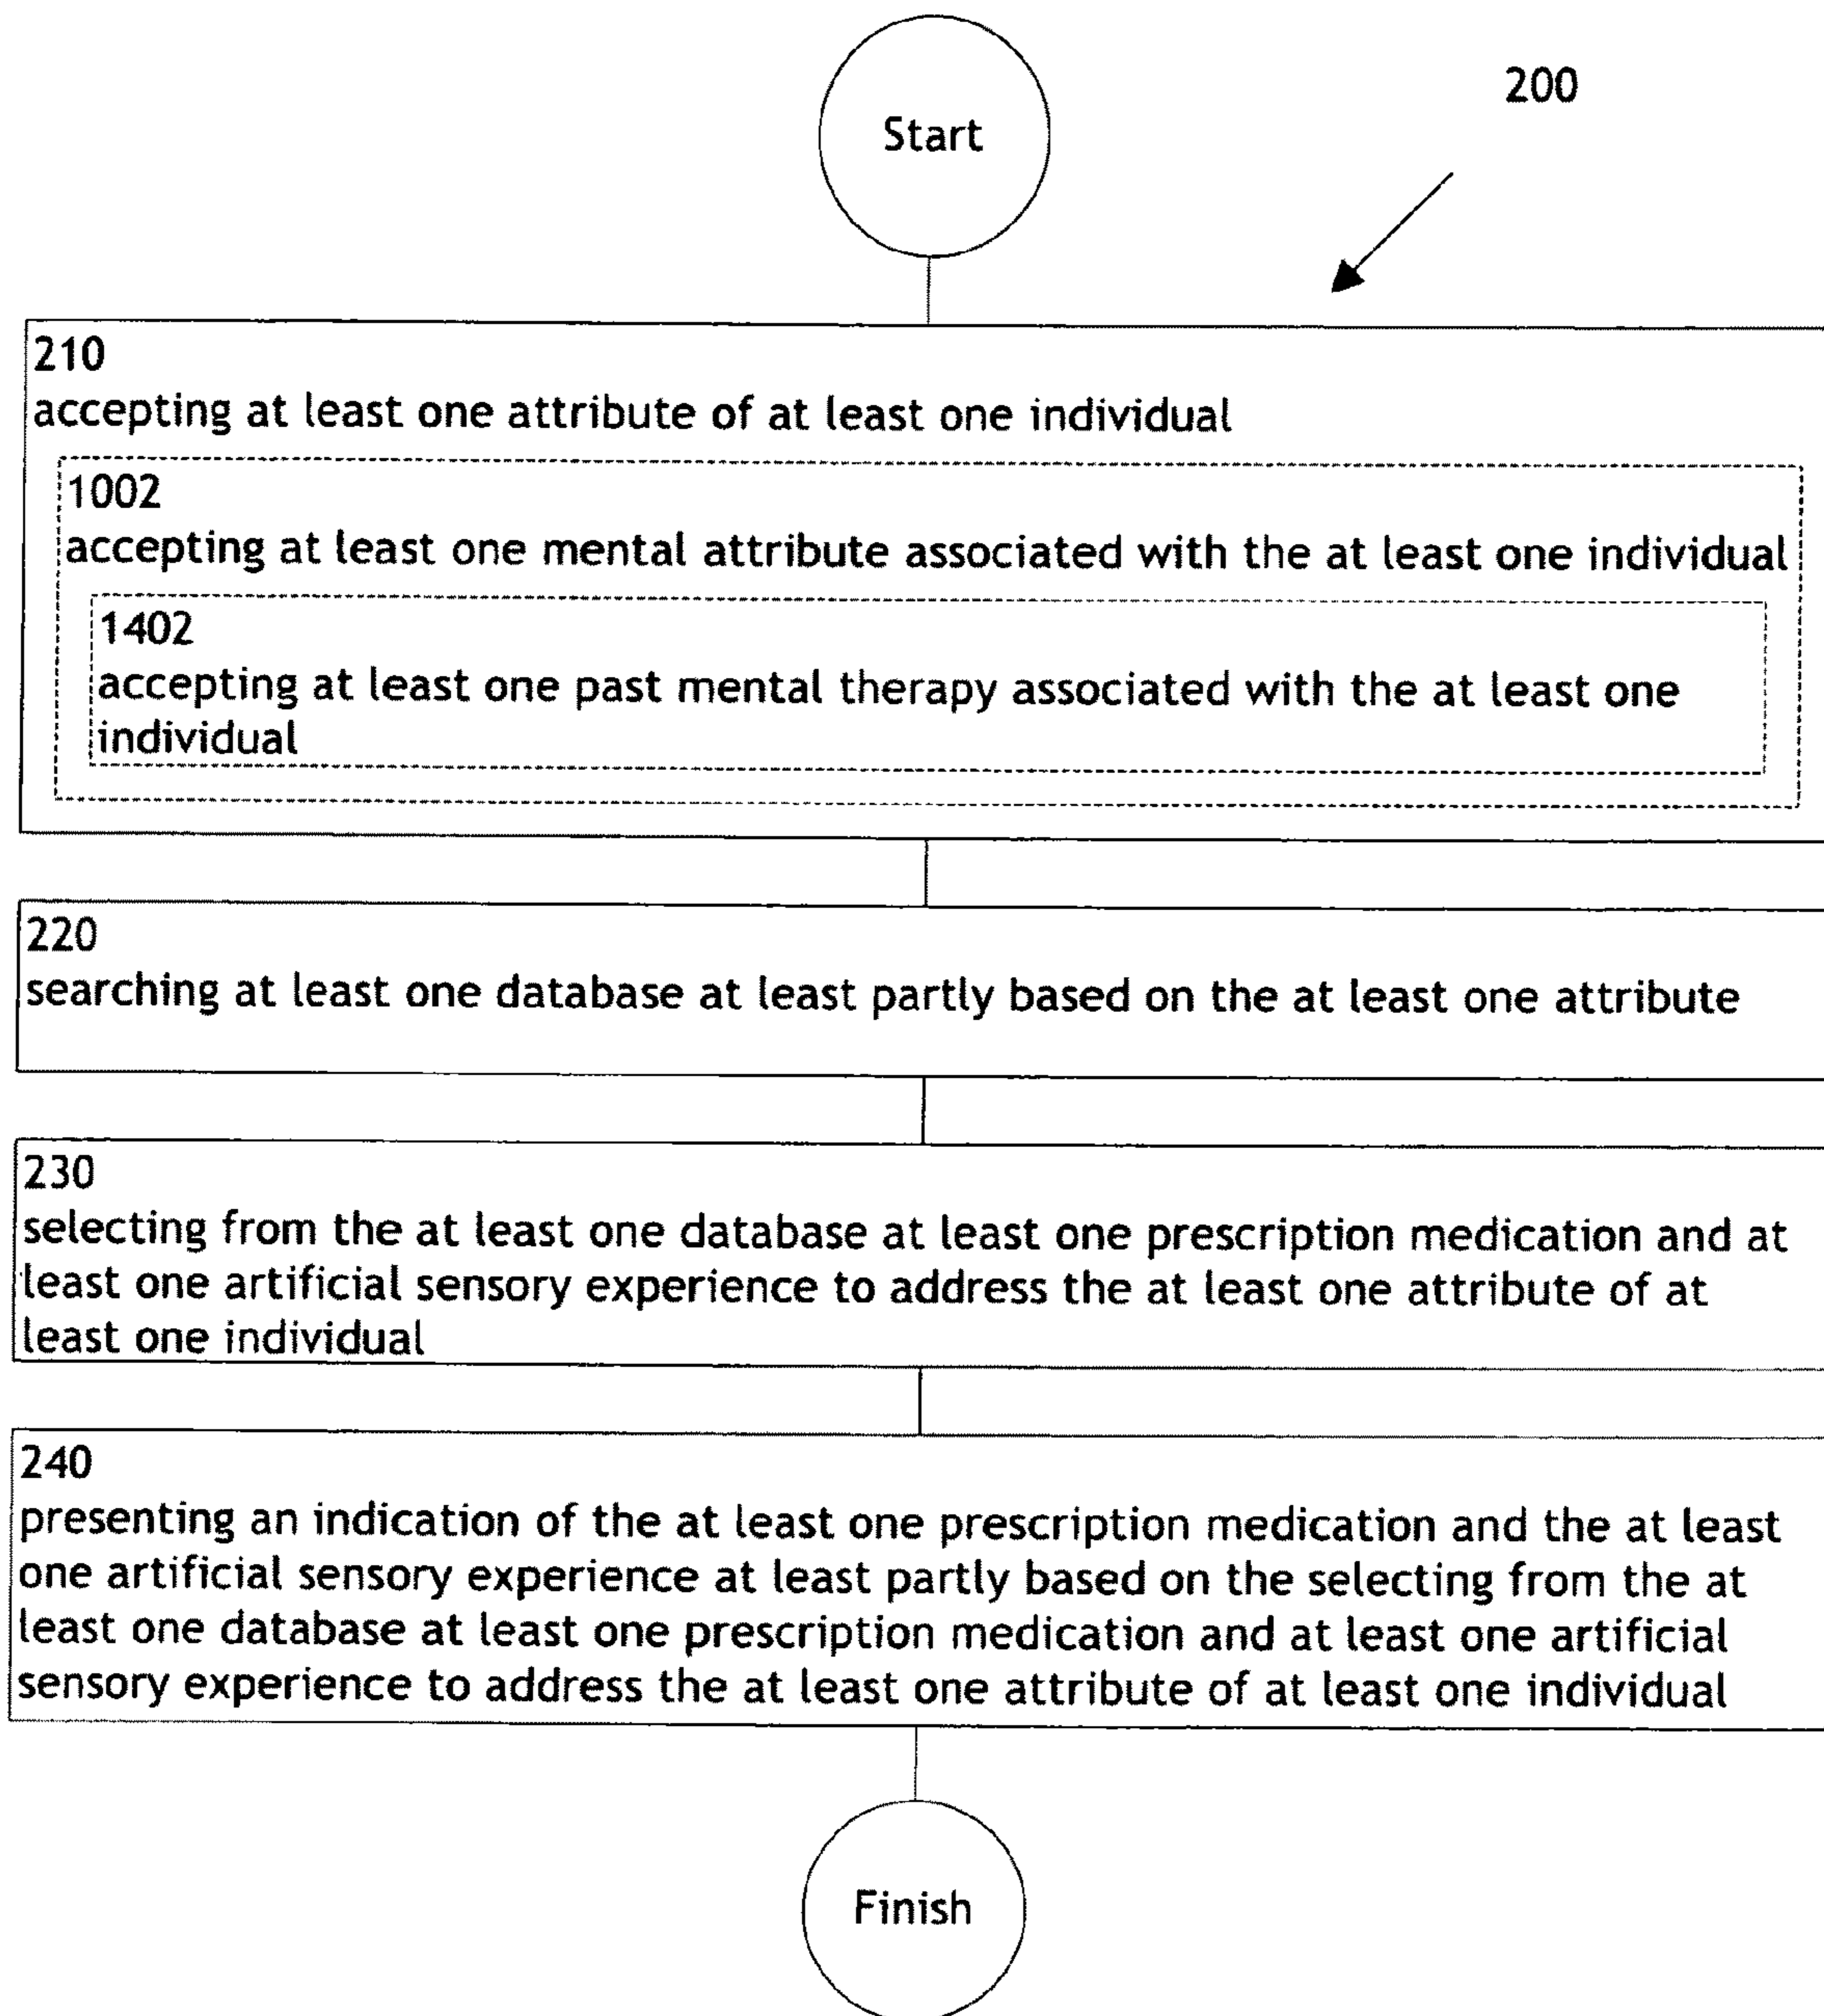 Start
200
210
accepting at least one attribute of at least one individual
1002
accepting at least one mental attribute associated with the at least one individual
1402
accepting at least one past mental therapy associated with the at least one
individual
220
searching at least one database at least partly based on the at least one attribute
230
selecting from the at least one database at least one prescription medication and at
least one artificial sensory experience to address the at least one attribute of at
least one individual
240
presenting an indication of the at least one prescription medication and the at least
one artificial sensory experience at least partly based on the selecting from the at
least one database at least one prescription medication and at least one artificial
sensory experience to address the at least one attribute of at least one individual
Finish